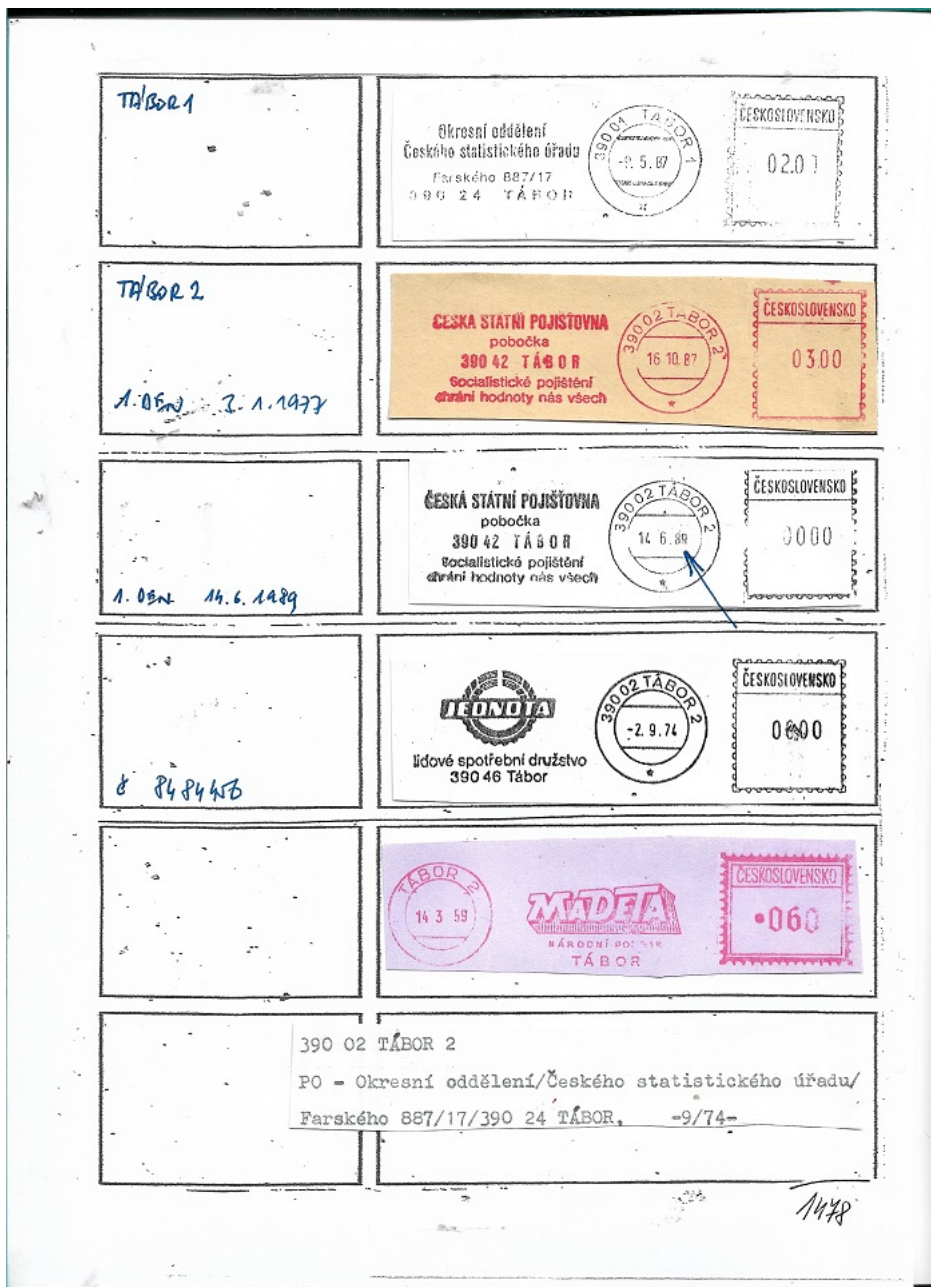 TÁBOR 1
Okresní oddělení
Českého statistického úřadu
Farského 887/17
390 24 TÁBOR
390 01 TÁBOR 1
5.87
ČESKOSLOVENSKO
TÁBOR 2
1. DEN 3.1.1977
ČESKÁ STÁTNÍ POJIŠŤOVNA
pobočka
390 42 TÁBOR
Socialistické pojištění
chrání hodnoty nás všech
390 02 TÁBOR 2
16 10.87
ČESKOSLOVENSKO
03.00
1. DEN 14.6.1989
ČESKÁ STÁTNÍ POJIŠŤOVNA
pobočka
390 42 TÁBOR
Socialistické pojištění
chrání hodnoty nás všech
390 02 TÁBOR 2
14 6.89
ČESKOSLOVENSKO
0000
JEDNOTA
lidové spotřební družstvo
390 46 Tábor
390 02 TÁBOR 2
-2.9.74
ČESKOSLOVENSKO
TÁBOR 2
14 3 59
MADETA
NÁRODNÍ
TÁBOR
ČESKOSLOVENSKO
•060
390 02 TÁBOR 2
PO - Okresní oddělení/Českého statistického úřadu/
Farského 887/17/390 24 TÁBOR, -9/74-
1478